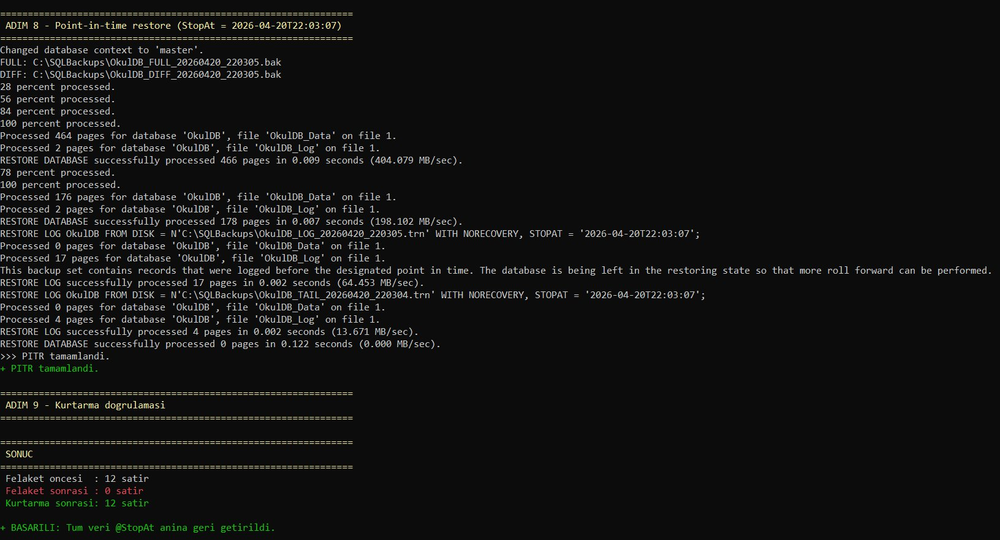 ================================================================
ADIM 8 - Point-in-time restore (StopAt = 2026-04-20T22:03:07)
================================================================
Changed database context to 'master'.
FULL: C:\SQLBackups\OkulDB_FULL_20260420_220305.bak
DIFF: C:\SQLBackups\OkulDB_DIFF_20260420_220305.bak
28 percent processed.
56 percent processed.
84 percent processed.
100 percent processed.
Processed 464 pages for database 'OkulDB', file 'OkulDB_Data' on file 1.
Processed 2 pages for database 'OkulDB', file 'OkulDB_Log' on file 1.
RESTORE DATABASE successfully processed 466 pages in 0.009 seconds (404.079 MB/sec).
78 percent processed.
100 percent processed.
Processed 176 pages for database 'OkulDB', file 'OkulDB_Data' on file 1.
Processed 2 pages for database 'OkulDB', file 'OkulDB_Log' on file 1.
RESTORE DATABASE successfully processed 178 pages in 0.007 seconds (198.102 MB/sec).
RESTORE LOG OkulDB FROM DISK = N'C:\SQLBackups\OkulDB_LOG_20260420_220305.trn' WITH NORECOVERY, STOPAT = '2026-04-20T22:03:07';
Processed 0 pages for database 'OkulDB', file 'OkulDB_Data' on file 1.
Processed 17 pages for database 'OkulDB', file 'OkulDB_Log' on file 1.
This backup set contains records that were logged before the designated point in time. The database is being left in the restoring state so that more roll forward can be performed.
RESTORE LOG successfully processed 17 pages in 0.002 seconds (64.453 MB/sec).
RESTORE LOG OkulDB FROM DISK = N'C:\SQLBackups\OkulDB_TAIL_20260420_220304.trn' WITH NORECOVERY, STOPAT = '2026-04-20T22:03:07';
Processed 0 pages for database 'OkulDB', file 'OkulDB_Data' on file 1.
Processed 4 pages for database 'OkulDB', file 'OkulDB_Log' on file 1.
RESTORE LOG successfully processed 4 pages in 0.002 seconds (13.671 MB/sec).
RESTORE DATABASE successfully processed 0 pages in 0.122 seconds (0.000 MB/sec).
>>> PITR tamamlandi.
+ PITR tamamlandi.
================================================================
ADIM 9 - Kurtarma dogrulamasi
================================================================
================================================================
SONUC
================================================================
Felaket oncesi  : 12 satir
Felaket sonrasi : 0 satir
Kurtarma sonrasi: 12 satir
+ BASARILI: Tum veri @StopAt anina geri getirildi.